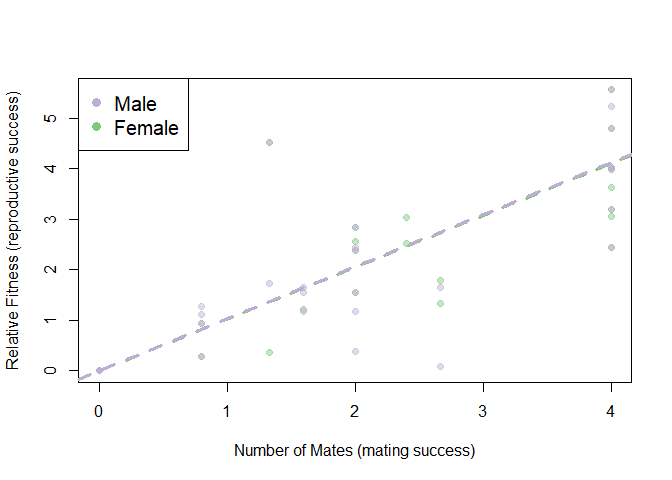 Male
Female
Relative Fitness (reproductive success)
5
4
3
2
1
0
0 1 2 3 4
Number of Mates (mating success)